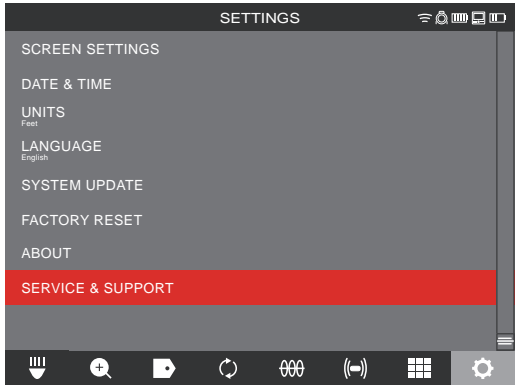 SETTINGS
SCREEN SETTINGS
DATE & TIME
UNITS
Feet
LANGUAGE
English
SYSTEM UPDATE
FACTORY RESET
ABOUT
SERVICE & SUPPORT